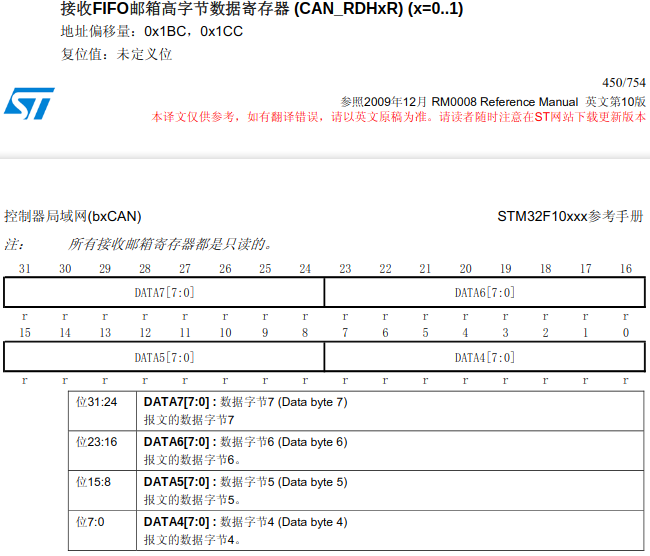 接收FIFO邮箱高字节数据寄存器 (CAN_RDHxR) (x=0..1)
地址偏移量：0x1BC，0x1CC
复位值：未定义位
450/754
ST
参照2009年12月 RM0008 Reference Manual 英文第10版
本译文仅供参考，如有翻译错误，请以英文原稿为准。请读者随时注意在ST网站下载更新版本
控制器局域网(bxCAN) STM32F10xxx参考手册
注： 所有接收邮箱寄存器都是只读的。
31 30 29 28 27 26 25 24 23 22 21 20 19 18 17 16
DATA7[7:0] DATA6[7:0]
r r r r r r r r r r r r r r r r
15 14 13 12 11 10 9 8 7 6 5 4 3 2 1 0
DATA5[7:0] DATA4[7:0]
r r r r r r r r r r r r r r r r
位31:24 DATA7[7:0] : 数据字节7 (Data byte 7)
报文的数据字节7
位23:16 DATA6[7:0] : 数据字节6 (Data byte 6)
报文的数据字节6。
位15:8 DATA5[7:0] : 数据字节5 (Data byte 5)
报文的数据字节5。
位7:0 DATA4[7:0] : 数据字节4 (Data byte 4)
报文的数据字节4。